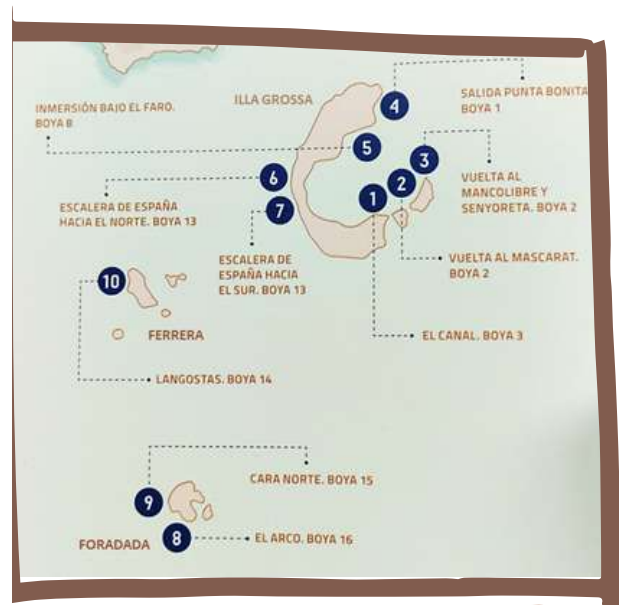 ILLA GROSSA
SALIDA PUNTA BONITA
BOYA 1
INMERSIÓN BAJO EL FARO.
BOYA 8
4
5
3
6
2
1
7
VUELTA AL
MANCOLIBRE Y
SENYORETA. BOYA 2
ESCALERA DE ESPAÑA
HACIA EL NORTE. BOYA 13
VUELTA AL MASCARAT.
BOYA 2
ESCALERA DE
ESPAÑA HACIA
EL SUR. BOYA 13
10
FERRERA
EL CANAL. BOYA 3
LANGOSTAS. BOYA 14
CARA NORTE. BOYA 15
9
8
FORADADA
EL ARCO. BOYA 16